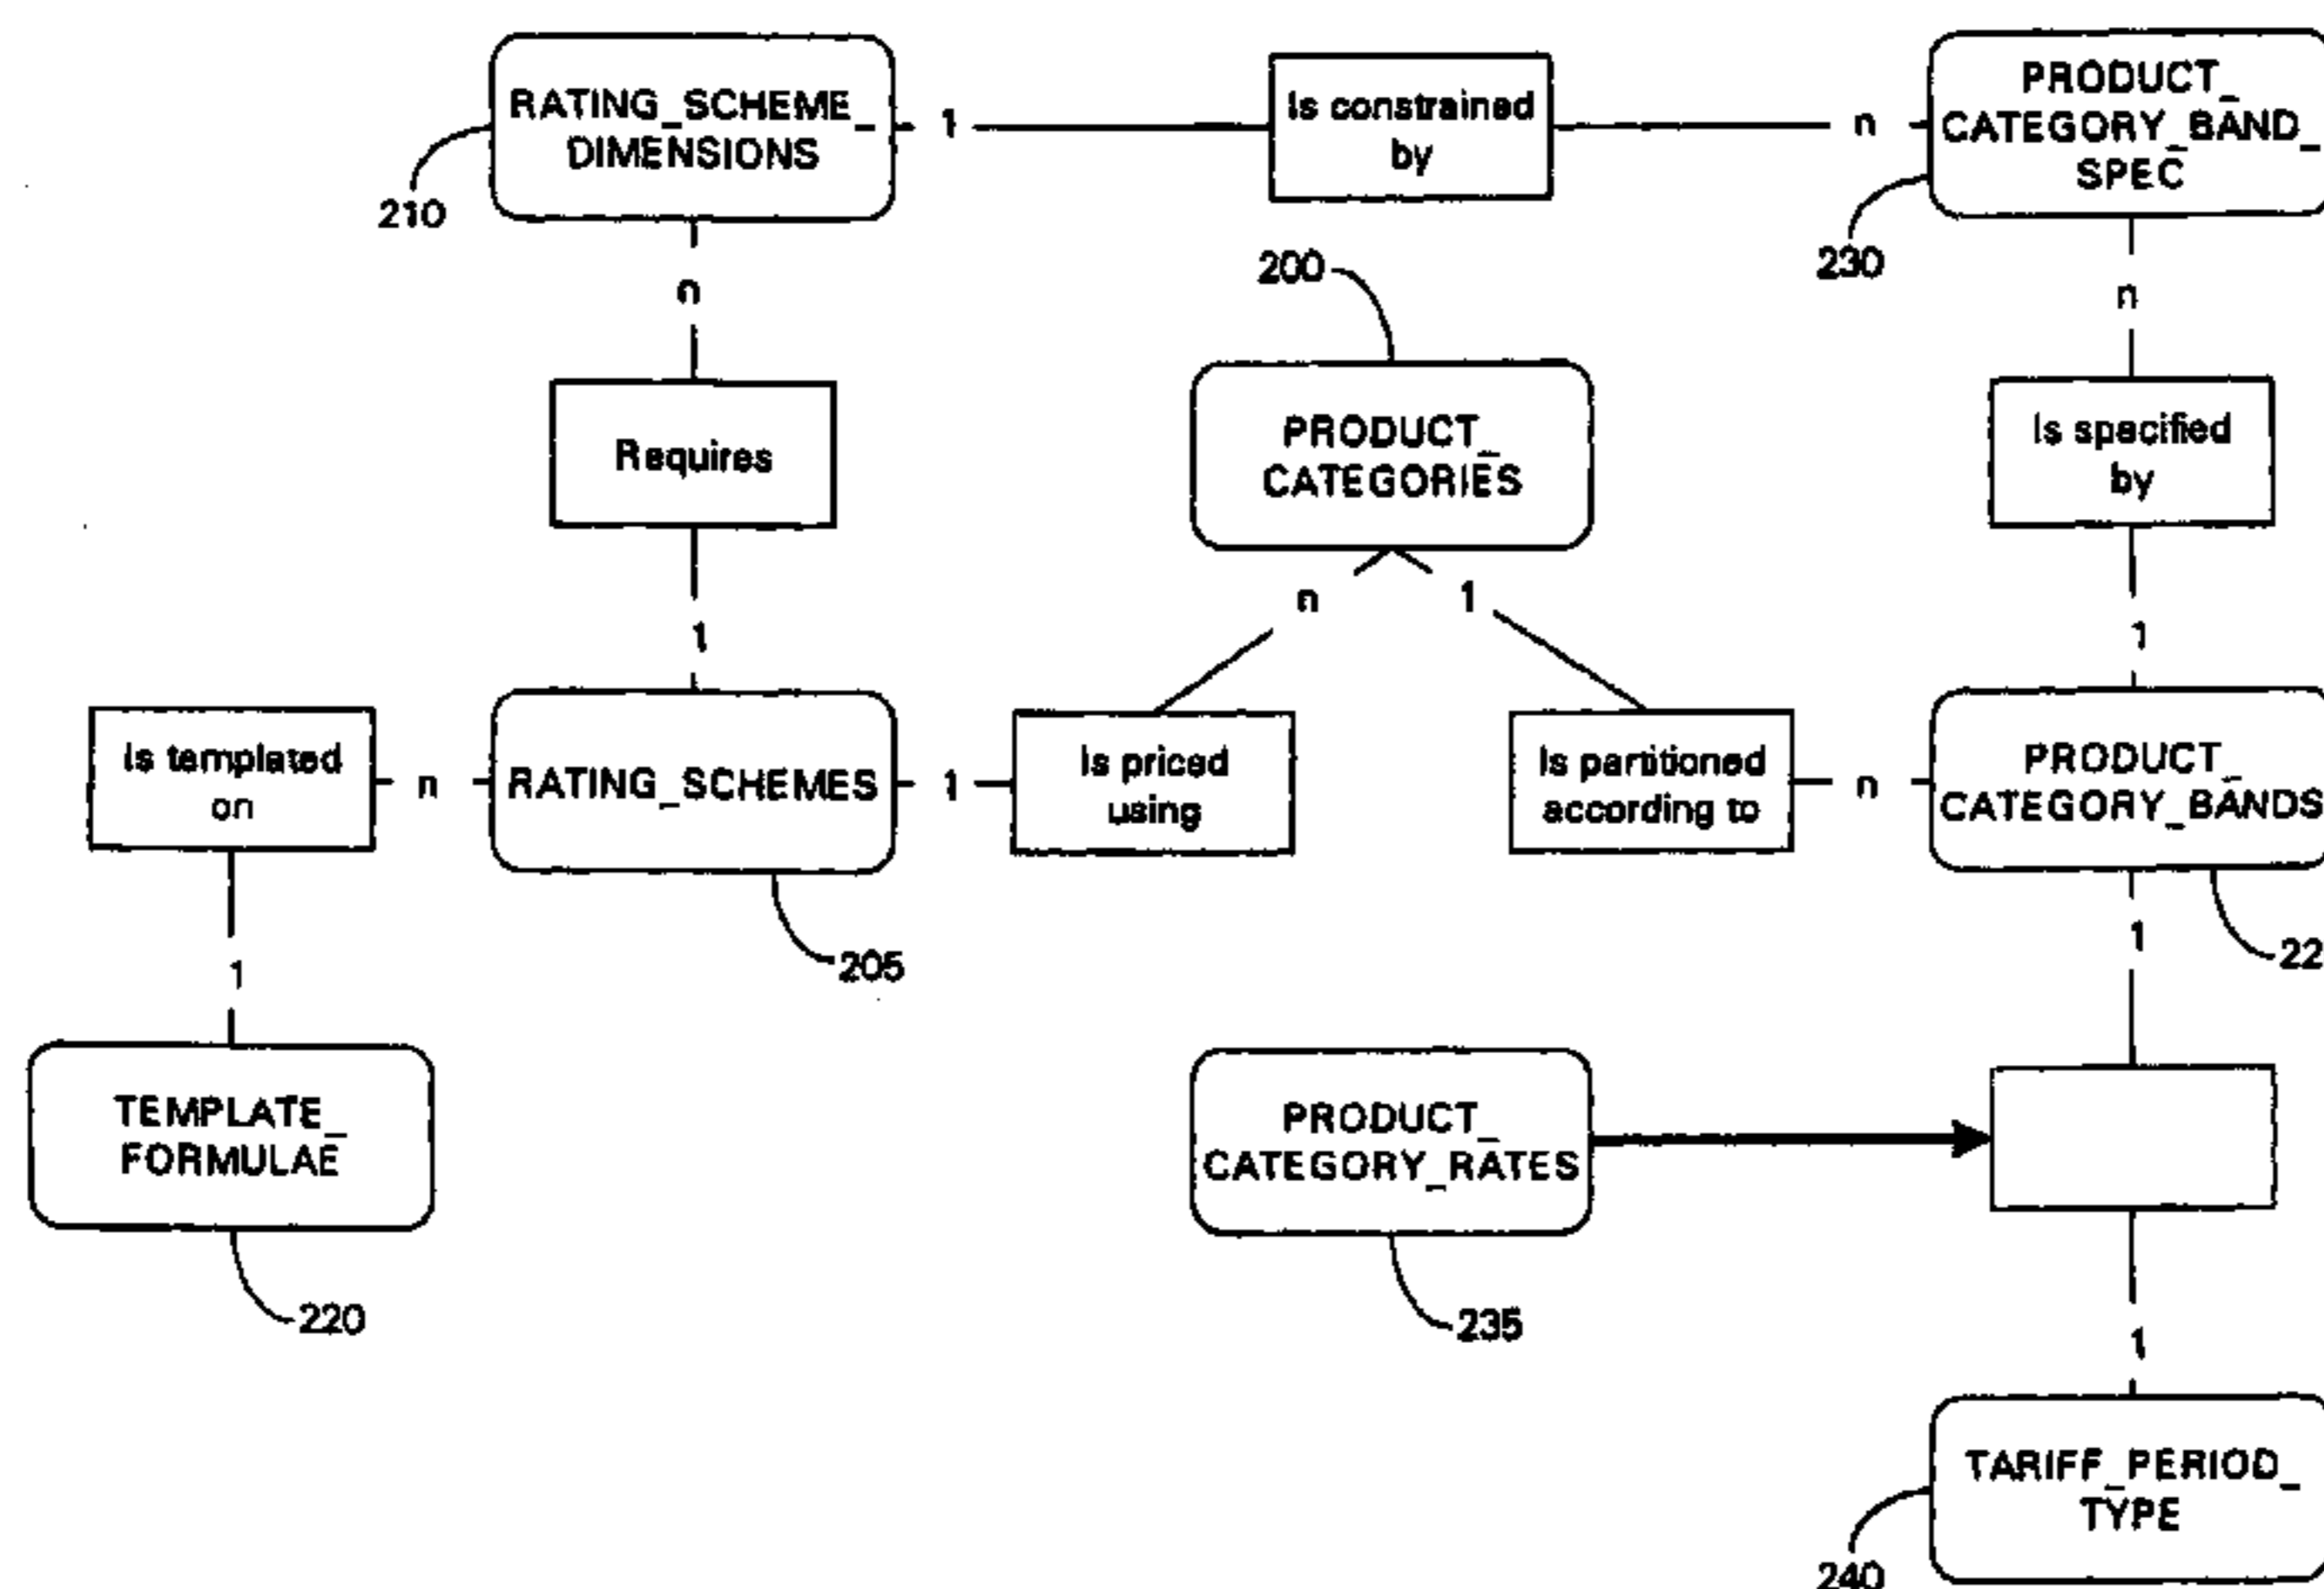 RATING_SCHEME_
DIMENSIONS
1
Is constrained
by
n
PRODUCT_
CATEGORY_BAND_
SPEC
210
230
200
n
n
Requires
PRODUCT_
CATEGORIES
Is specified
by
n
1
1
1
Is templated
on
n
RATING_SCHEMES
1
Is priced
using
Is partitioned
according to
n
PRODUCT_
CATEGORY_BANDS
205
1
22
1
TEMPLATE_
FORMULAE
PRODUCT_
CATEGORY_RATES
220
235
1
TARIFF_PERIOD_
TYPE
240